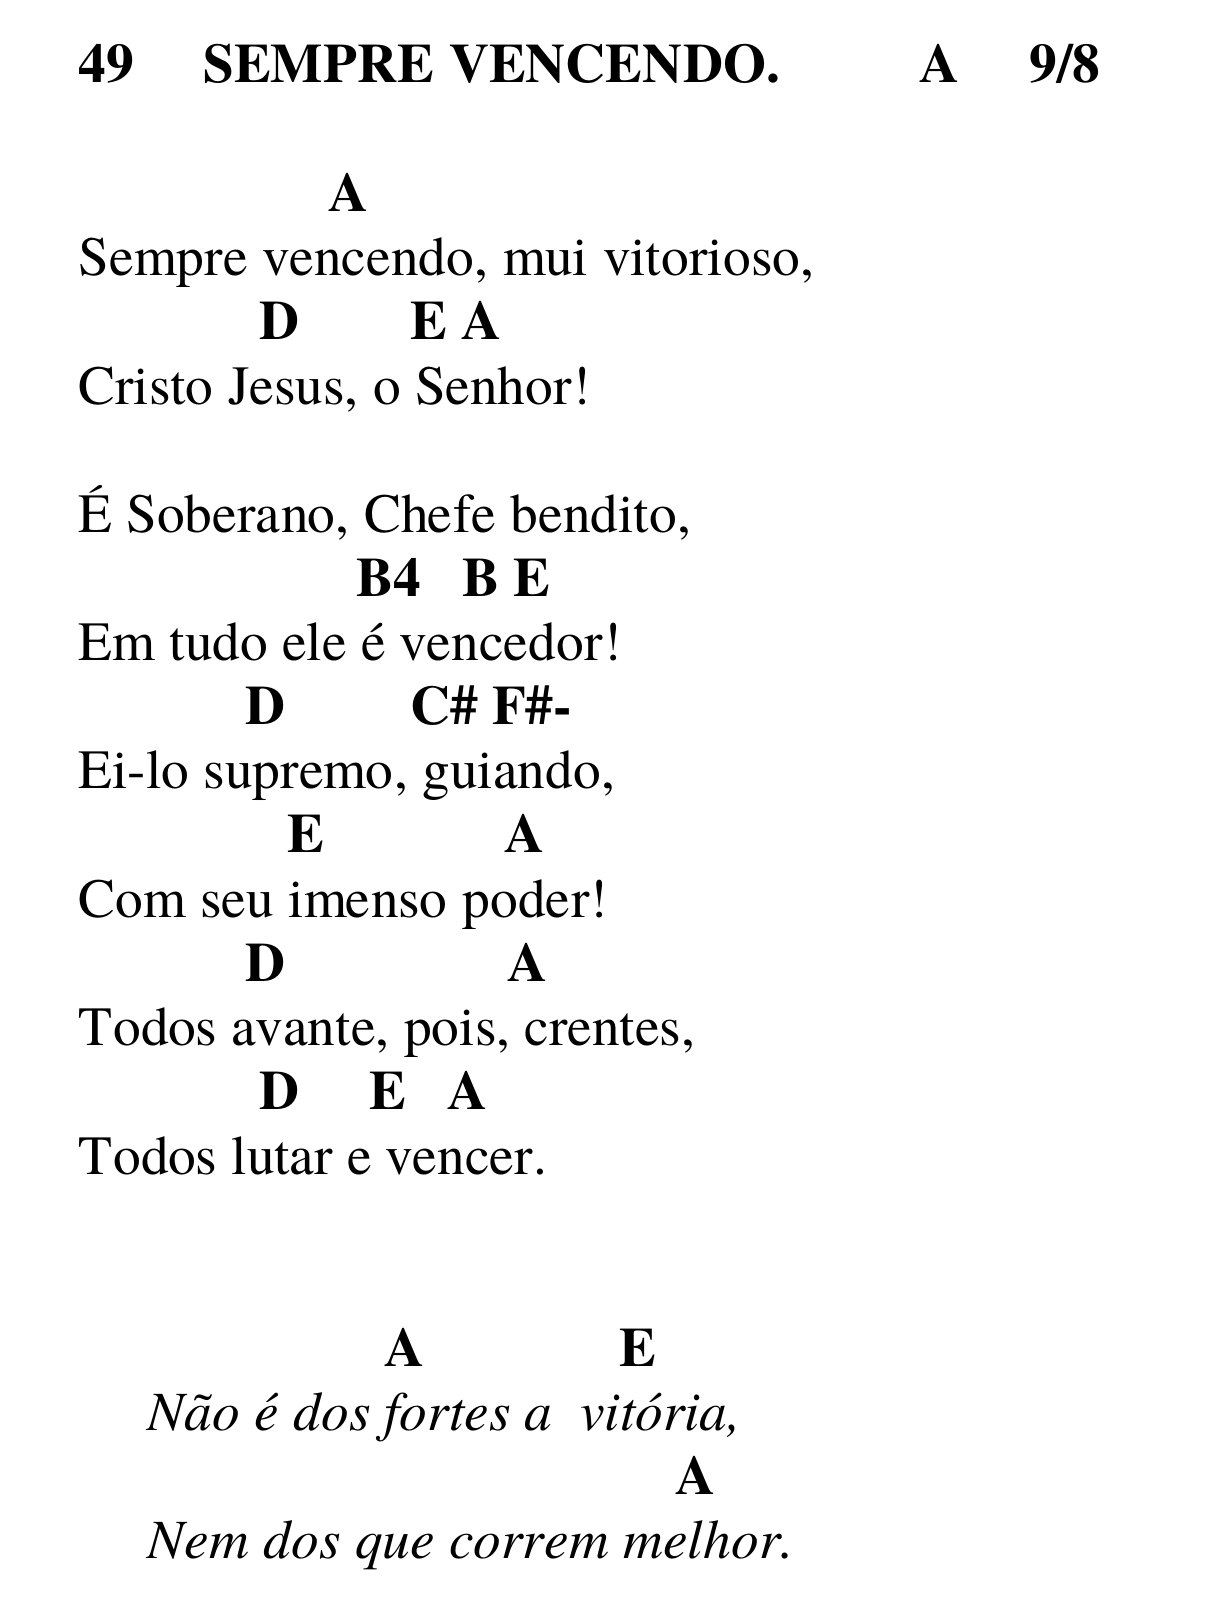 49 SEMPRE VENCENDO. A 9/8
A
Sempre vencendo, mui vitorioso,
D E A
Cristo Jesus, o Senhor!
É Soberano, Chefe bendito,
B4 B E
Em tudo ele é vencedor!
D C# F#-
Ei-lo supremo, guiando,
E A
Com seu imenso poder!
D A
Todos avante, pois, crentes,
D E A
Todos lutar e vencer.
A E
Não é dos fortes a vitória,
A
Nem dos que correm melhor.